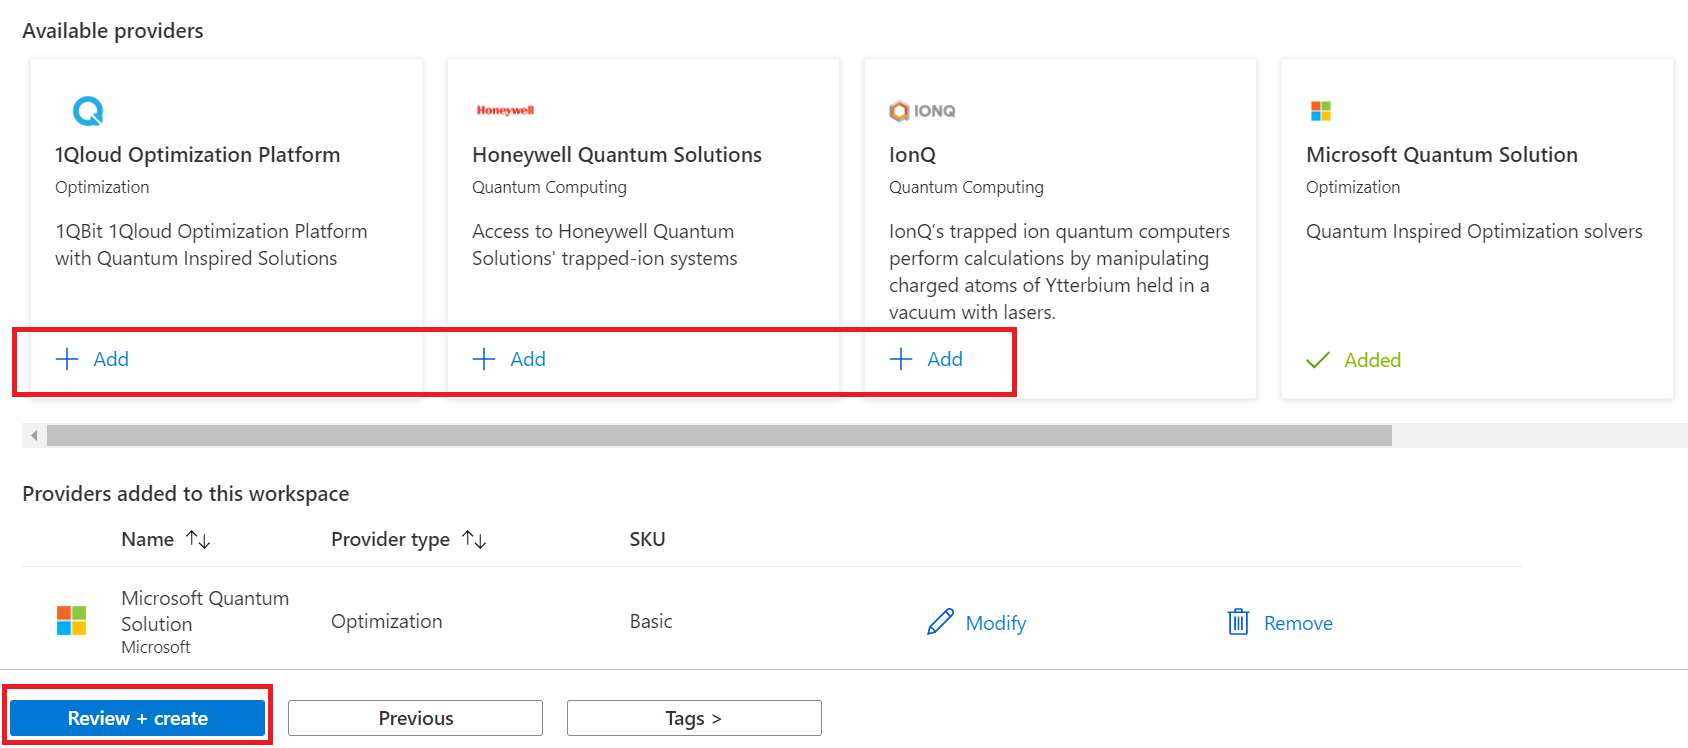 Available providers
Honeywell
IONQ
1Qloud Optimization Platform
Honeywell Quantum Solutions
IonQ
Microsoft Quantum Solution
Optimization
Quantum Computing
Quantum Computing
Optimization
1QBit 1Qloud Optimization Platform
with Quantum Inspired Solutions
Access to Honeywell Quantum
Solutions' trapped-ion systems
IonQ’s trapped ion quantum computers
perform calculations by manipulating
charged atoms of Ytterbium held in a
vacuum with lasers.
Quantum Inspired Optimization solvers
+ Add
+ Add
+ Add
Added
Providers added to this workspace
Name
Provider type
SKU
Microsoft Quantum
Solution
Microsoft
Optimization
Basic
Modify
Remove
Review + create
Previous
Tags >